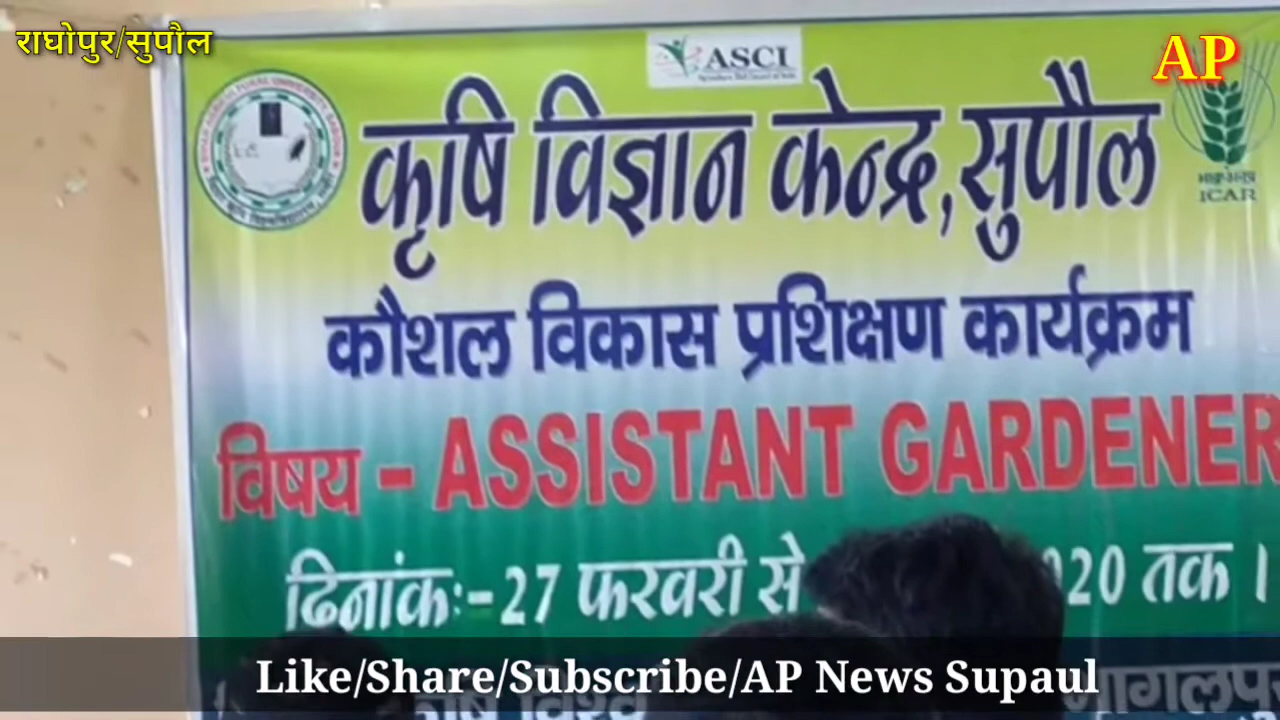 राघोपुर/सुपौल
AP
ASCI
कृषि विज्ञान केन्द्र,सुपौल
ICAR
कौशल विकास प्रशिक्षण कार्यक्रम
विषय - ASSISTANT GARDENER
दिनांकः-27 फरवरी से 20 तक ।
Like/Share/Subscribe/AP News Supaul